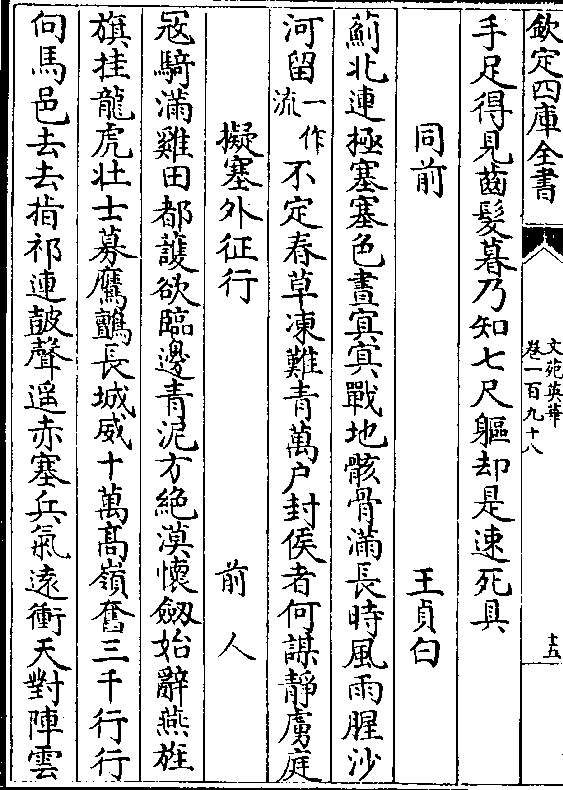 欽定四庫全書
文苑英華
卷一百九十八
十五
手足得見齒髮暮乃知七尺軀却是速死具
同前 王貞白
薊北連極塞塞色晝冥冥戰地骸骨滿長時風雨腥沙
河留一作流不定春草凍難青萬户封侯者何謀靜虜庭
擬塞外征行 前人
寇騎滿雞田都護欲臨邊青泥方絶漠懷劒始辭燕旌
旗挂龍虎壮士募鷹鸇長城威十萬高嶺奮三千行行
向馬邑去去指祁連鼓聲遥赤塞兵氣遠衝天對陣雲